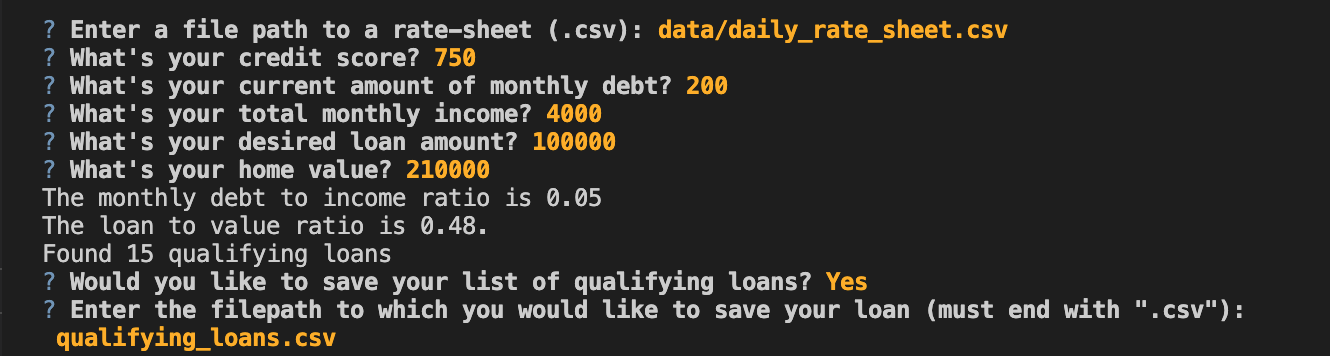 ? Enter a file path to a rate-sheet (.csv): data/daily_rate_sheet.csv
? What's your credit score? 750
? What's your current amount of monthly debt? 200
? What's your total monthly income? 4000
? What's your desired loan amount? 100000
? What's your home value? 210000
The monthly debt to income ratio is 0.05
The loan to value ratio is 0.48.
Found 15 qualifying loans
? Would you like to save your list of qualifying loans? Yes
? Enter the filepath to which you would like to save your loan (must end with ".csv"):
qualifying_loans.csv